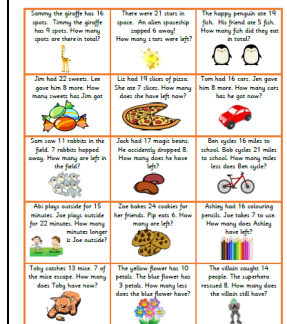 Sammy the giraffe has 16
spots. Timmy the giraffe
has 9 spots. How many
spots are there in total?
There were 21 stars in
space. An alien spaceship
zapped 6 away!
How many stars were left?
The happy penguin ate 19
fish. His friend ate 5 fish.
How many fish did they eat
in total?
Jim had 22 sweets. Lee
gave him 8 more. How
many sweets has Jim got
Liz had 19 slices of pizza.
She ate 7 slices. How many
does she have left now?
Tom had 16 cars. Jen gave
him 8 more. How many cars
has he got now?
Sam saw 11 rabbits in the
field. 7 rabbits hopped
away. How many are left in
the field?
Jack had 17 magic beans.
He accidently dropped 8.
How many does he have
left?
Ben cycles 16 miles to
school. Bob cycles 21 miles
to school. How many miles
less does Ben cycle?
Abi plays outside for 15
minutes. Joe plays outside
for 22 minutes. How many
minutes longer
is Joe outside?
Zoe bakes 24 cookies for
her friends. Pip eats 6. How
many are left?
Ashley had 16 colouring
pencils. Joe takes 7 to use.
How many does Ashley
have left?
Toby catches 13 mice. 7 of
the mice escape. How many
does Toby have now?
The yellow flower has 10
petals. The blue flower has
3 petals. How many less
does the blue flower have?
The villain caught 14
people. The superhero
rescued 8. How many does
the villain still have?